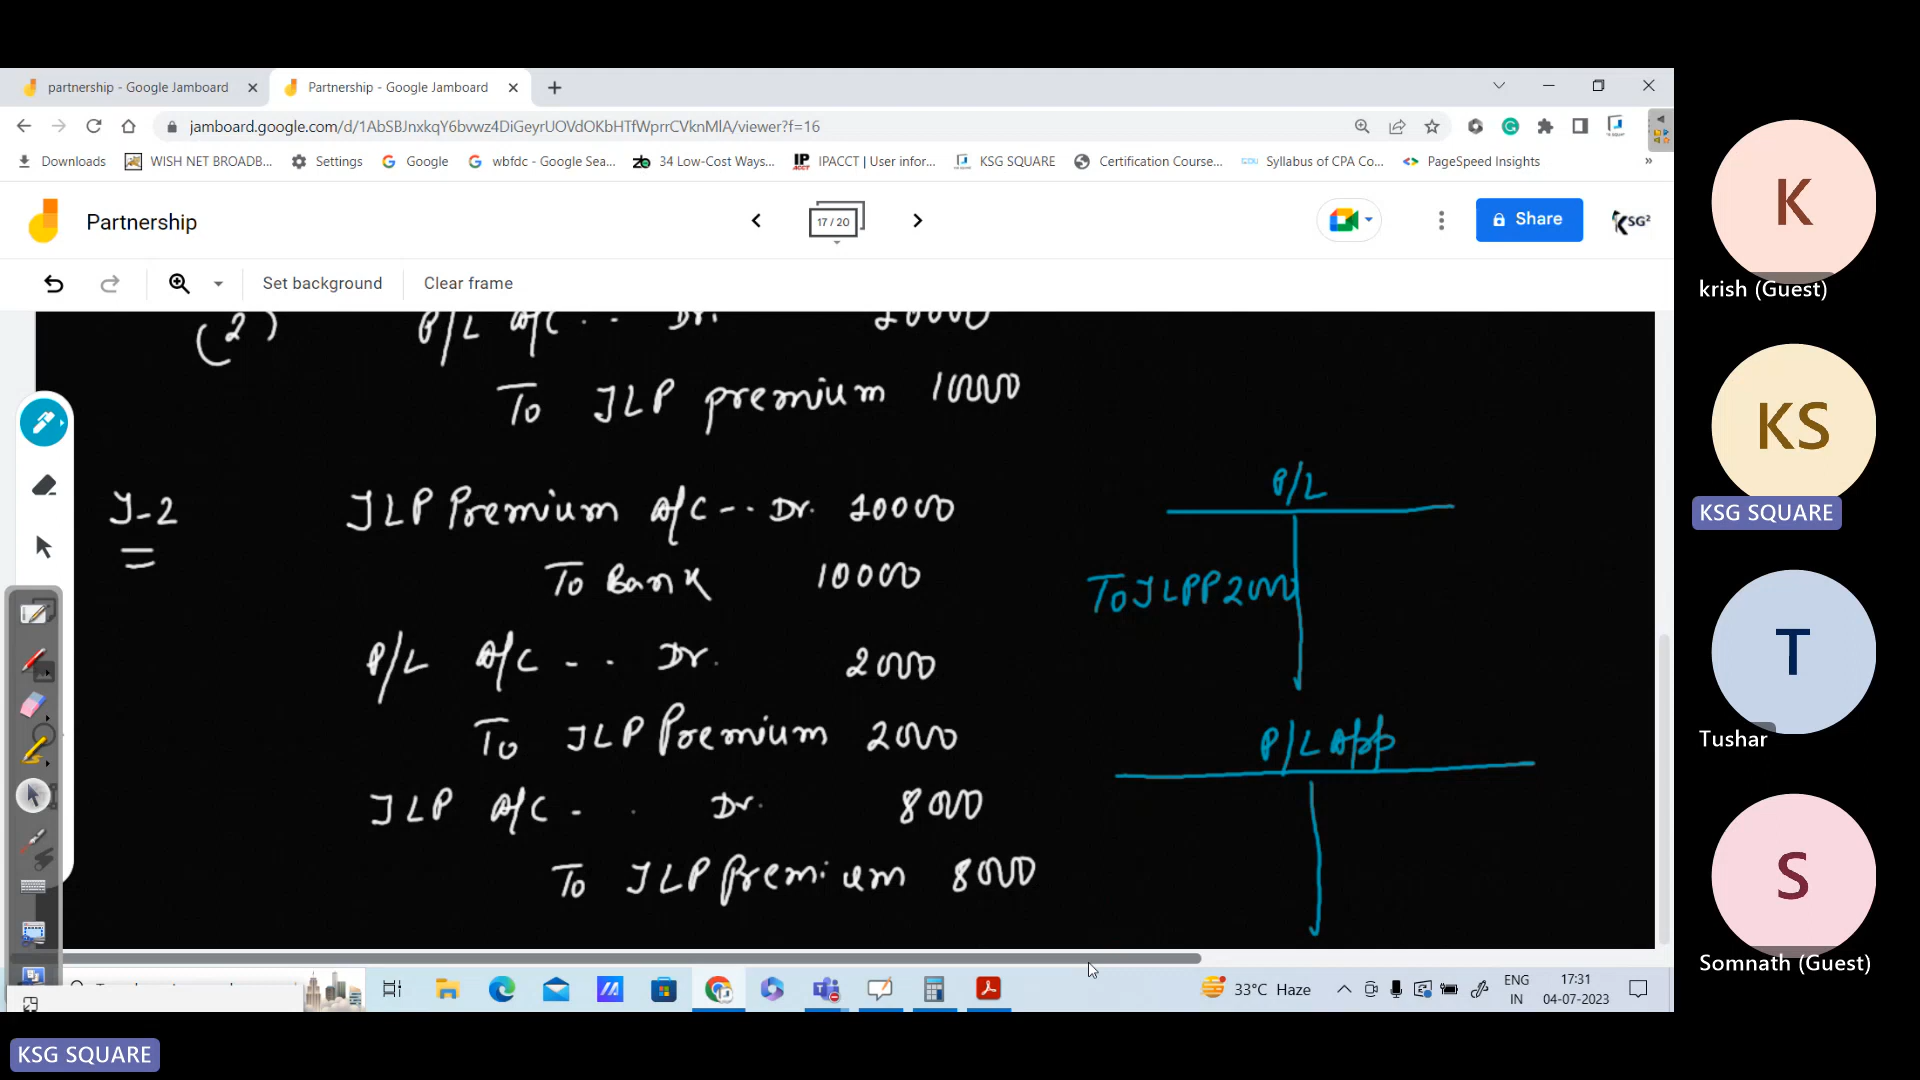 partnership - Google Jamboard
Partnership - Google Jamboard
jamboard.google.com/d/1AbSBJnxkqY6bvwz4DiGeyrUOVdOKbHTfWprrCVknMlA/viewer?f=16
Downloads
WISH NET BROADB...
Settings
Google
wbfdc - Google Sea...
34 Low-Cost Ways...
IPACCT | User infor...
KSG SQUARE
Certification Course...
Syllabus of CPA Co...
PageSpeed Insights
Partnership
17 / 20
Share
KSG²
Set background
Clear frame
(2) P/L A/C . . Dr.
To JLP premium 10000
Y-2 JLP Premium A/C -- Dr. 10000
To Bank 10000
P/L A/C - - Dr. 2000
To JLP Premium 2000
JLP A/C - . Dr. 8000
To JLP Premium 8000
P/L
To JLPP 2000
P/L App
33°C Haze
ENG
IN
17:31
04-07-2023
K
krish (Guest)
KS
KSG SQUARE
T
Tushar
S
Somnath (Guest)
KSG SQUARE